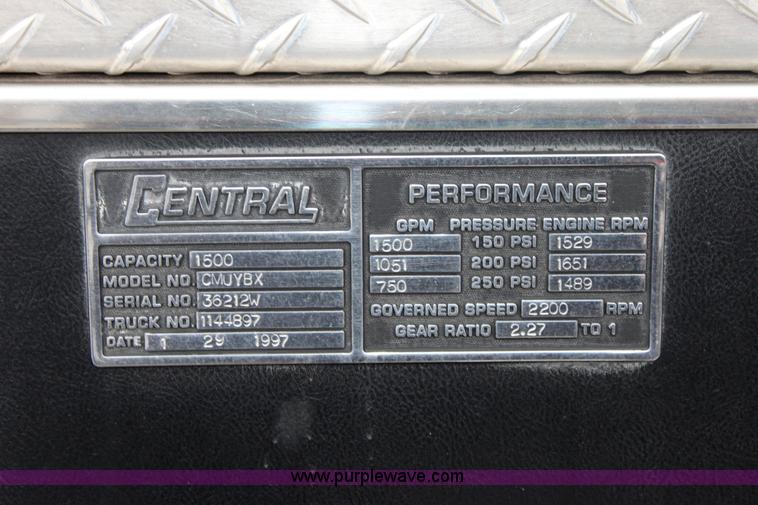 CENTRAL
CAPACITY 1500
MODEL NO. CMUYBX
SERIAL NO. 36212W
TRUCK NO. 1144897
DATE 1 29 1997
PERFORMANCE
GPM PRESSURE ENGINE RPM
1500 150 PSI 1529
1051 200 PSI 1651
750 250 PSI 1489
GOVERNED SPEED 2200 RPM
GEAR RATIO 2.27 TO 1
www.purplewave.com